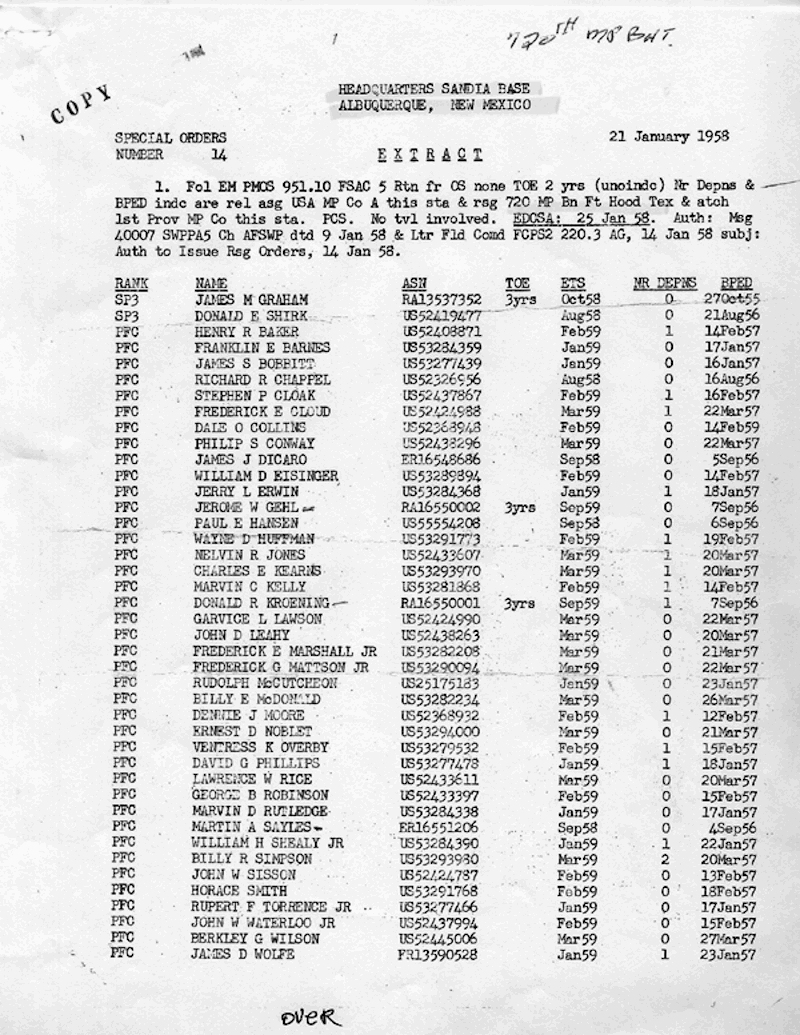 720TH MP BAT.
COPY
HEADQUARTERS SANDIA BASE
ALBUQUERQUE, NEW MEXICO
SPECIAL ORDERS 21 January 1958
NUMBER 14 E X T R A C T
1. Fol EM PMOS 951.10 FSAC 5 Rtn fr OS none TOE 2 yrs (unoindc) Nr Depns &
BPED indc are rel asg USA MP Co A this sta & rsg 720 MP Bn Ft Hood Tex & atch
1st Prov MP Co this sta. PCS. No tvl involved. EDCSA: 25 Jan 58. Auth: Msg
40007 SWPPA5 Ch AFSWP dtd 9 Jan 58 & Ltr Fld Comd FCPS2 220.3 AG, 14 Jan 58 subj:
Auth to Issue Rsg Orders, 14 Jan 58.
RANK NAME ASN TOE ETS NR DEPNS BPED
SP3 JAMES M GRAHAM RA13537352 3yrs Oct58 0 27Oct55
SP3 DONALD E SHIRK US52419477 Aug58 0 21Aug56
PFC HENRY R BAKER US52408871 Feb59 1 14Feb57
PFC FRANKLIN E BARNES US53284359 Jan59 0 17Jan57
PFC JAMES S BOBBITT US53277439 Jan59 0 16Jan57
PFC RICHARD R CHAPPEL US52326956 Aug58 0 16Aug56
PFC STEPHEN P CLOAK US52437867 Feb59 1 16Feb57
PFC FREDERICK E CLOUD US52424988 Mar59 1 22Mar57
PFC DALE O COLLINS US52368948 Feb59 0 14Feb59
PFC PHILIP S CONWAY US52438296 Mar59 0 22Mar57
PFC JAMES J DICARO ER16548686 Sep58 0 5Sep56
PFC WILLIAM D EISINGER US53289894 Feb59 0 14Feb57
PFC JERRY L ERWIN US53284368 Jan59 1 18Jan57
PFC JEROME W GEHL RA16550002 3yrs Sep59 0 7Sep56
PFC PAUL E HANSEN US55554208 Sep58 0 6Sep56
PFC WAYNE D HUFFMAN US53291773 Feb59 1 19Feb57
PFC NELVIN R JONES US52433607 Mar59 1 20Mar57
PFC CHARLES E KEARNS US53293970 Mar59 1 20Mar57
PFC MARVIN C KELLY US53281868 Feb59 1 14Feb57
PFC DONALD R KROENING RA16550001 3yrs Sep59 1 7Sep56
PFC GARVICE L LAWSON US52424990 Mar59 0 22Mar57
PFC JOHN D LEAHY US52438263 Mar59 0 20Mar57
PFC FREDERICK E MARSHALL JR US53282208 Mar59 0 21Mar57
PFC FREDERICK G MATTSON JR US53290094 Mar59 0 22Mar57
PFC RUDOLPH McCUTCHEON US25175183 Jan59 0 23Jan57
PFC BILLY E McDONALD US53282234 Mar59 0 26Mar57
PFC DENNIE J MOORE US52368932 Feb59 1 12Feb57
PFC ERNEST D NOBLET US53294000 Mar59 0 21Mar57
PFC VENTRESS K OVERBY US53279532 Feb59 1 15Feb57
PFC DAVID G PHILLIPS US53277478 Jan59 1 18Jan57
PFC LAWRENCE W RICE US52433611 Mar59 0 20Mar57
PFC GEORGE B ROBINSON US52433397 Feb59 0 15Feb57
PFC MARVIN D RUTLEDGE US53284338 Jan59 0 17Jan57
PFC MARTIN A SAYLES ER16551206 Sep58 0 4Sep56
PFC WILLIAM H SHEALY JR US53284390 Jan59 1 22Jan57
PFC BILLY R SIMPSON US53293980 Mar59 2 20Mar57
PFC JOHN W SISSON US52424787 Feb59 0 13Feb57
PFC HORACE SMITH US53291768 Feb59 0 18Feb57
PFC RUPERT F TORRENCE JR US53277466 Jan59 0 17Jan57
PFC JOHN W WATERLOO JR US52437994 Feb59 0 15Feb57
PFC BERKLEY G WILSON US52445006 Mar59 0 27Mar57
PFC JAMES D WOLFE FR13590528 Jan59 1 23Jan57
OVER